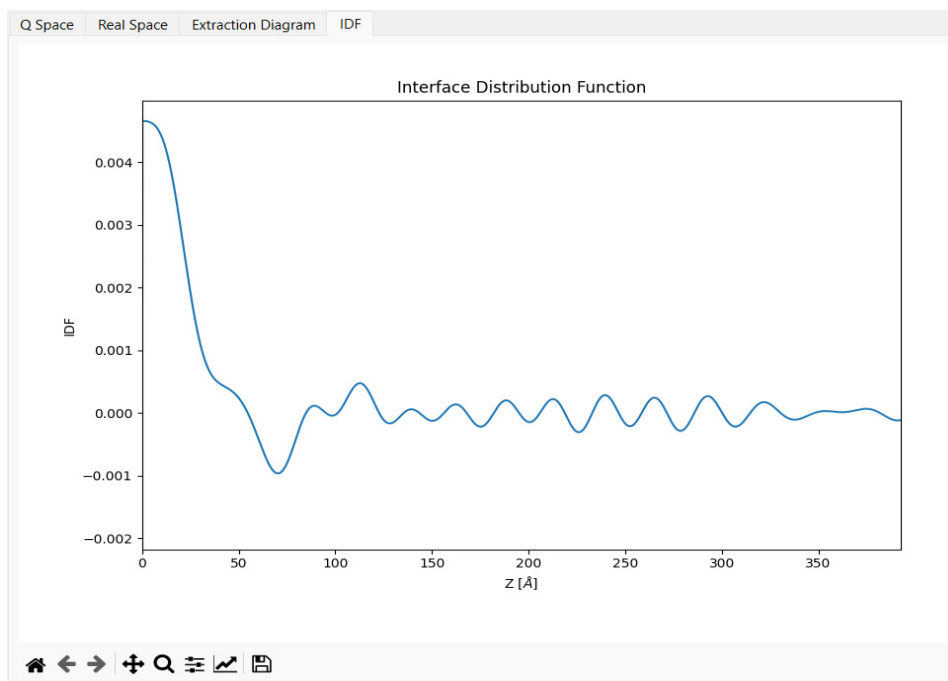 Q Space Real Space Extraction Diagram IDF
Interface Distribution Function
0.004
0.003
0.002
0.001
0.000
−0.001
−0.002
IDF
0 50 100 150 200 250 300 350
Z [Å]